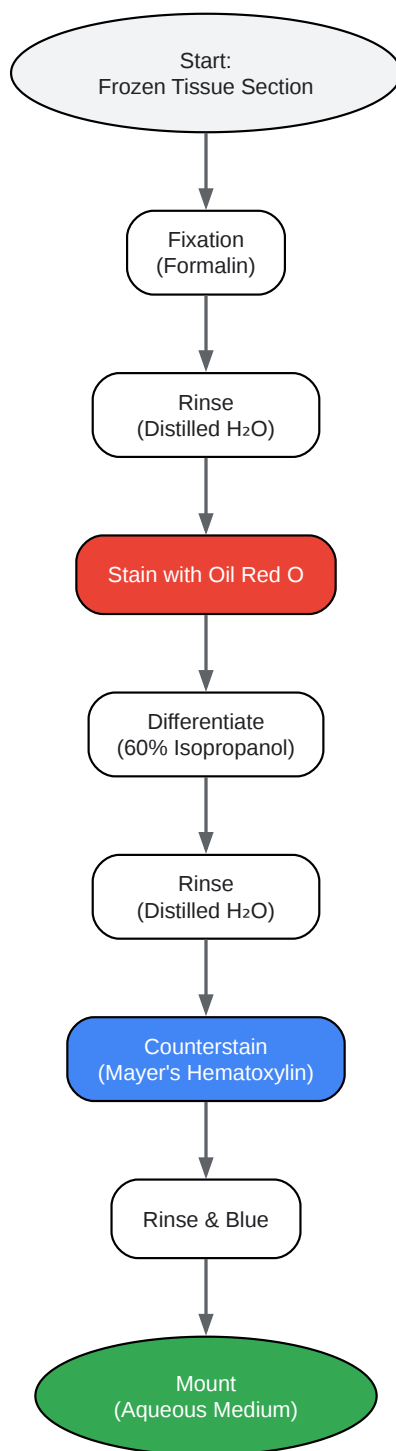 Start:
Frozen Tissue Section
Fixation
(Formalin)
Rinse
(Distilled H₂O)
Stain with Oil Red O
Differentiate
(60% Isopropanol)
Rinse
(Distilled H₂O)
Counterstain
(Mayer's Hematoxylin)
Rinse & Blue
Mount
(Aqueous Medium)